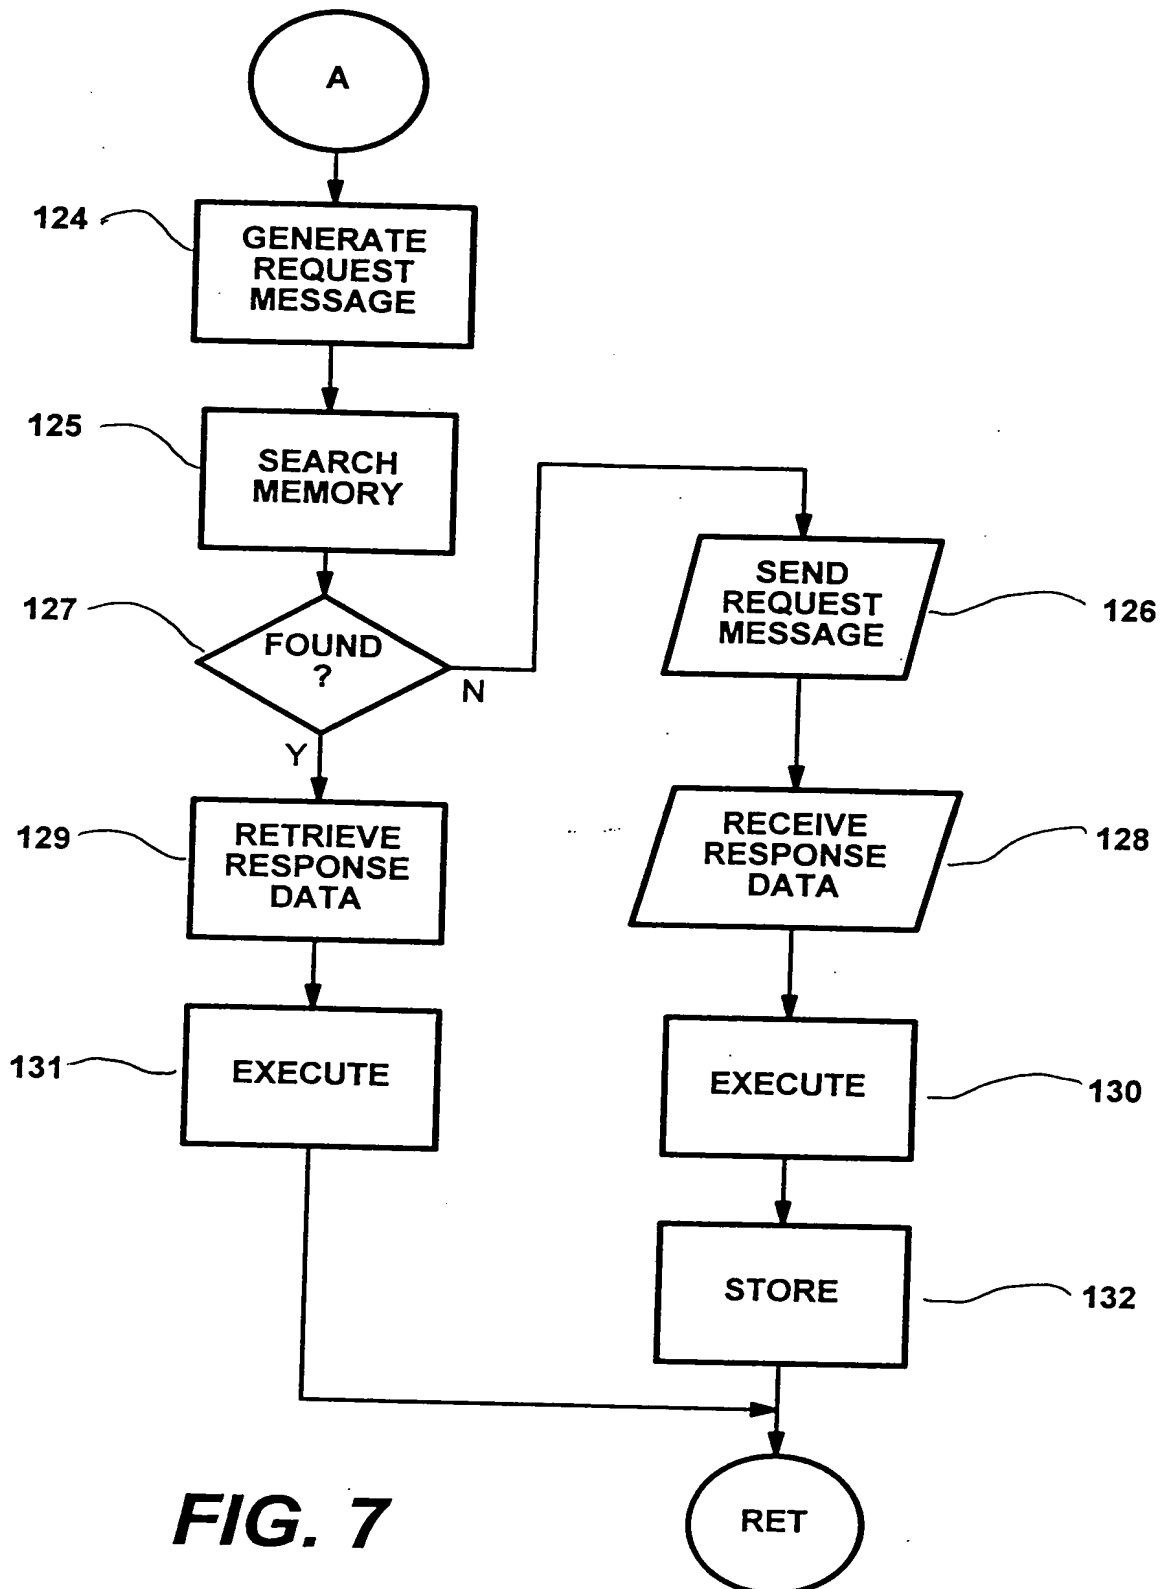 A
124
GENERATE
REQUEST
MESSAGE
125
SEARCH
MEMORY
127
FOUND
?
N
Y
SEND
REQUEST
MESSAGE
126
129
RETRIEVE
RESPONSE
DATA
RECEIVE
RESPONSE
DATA
128
131
EXECUTE
EXECUTE
130
STORE
132
RET
FIG. 7